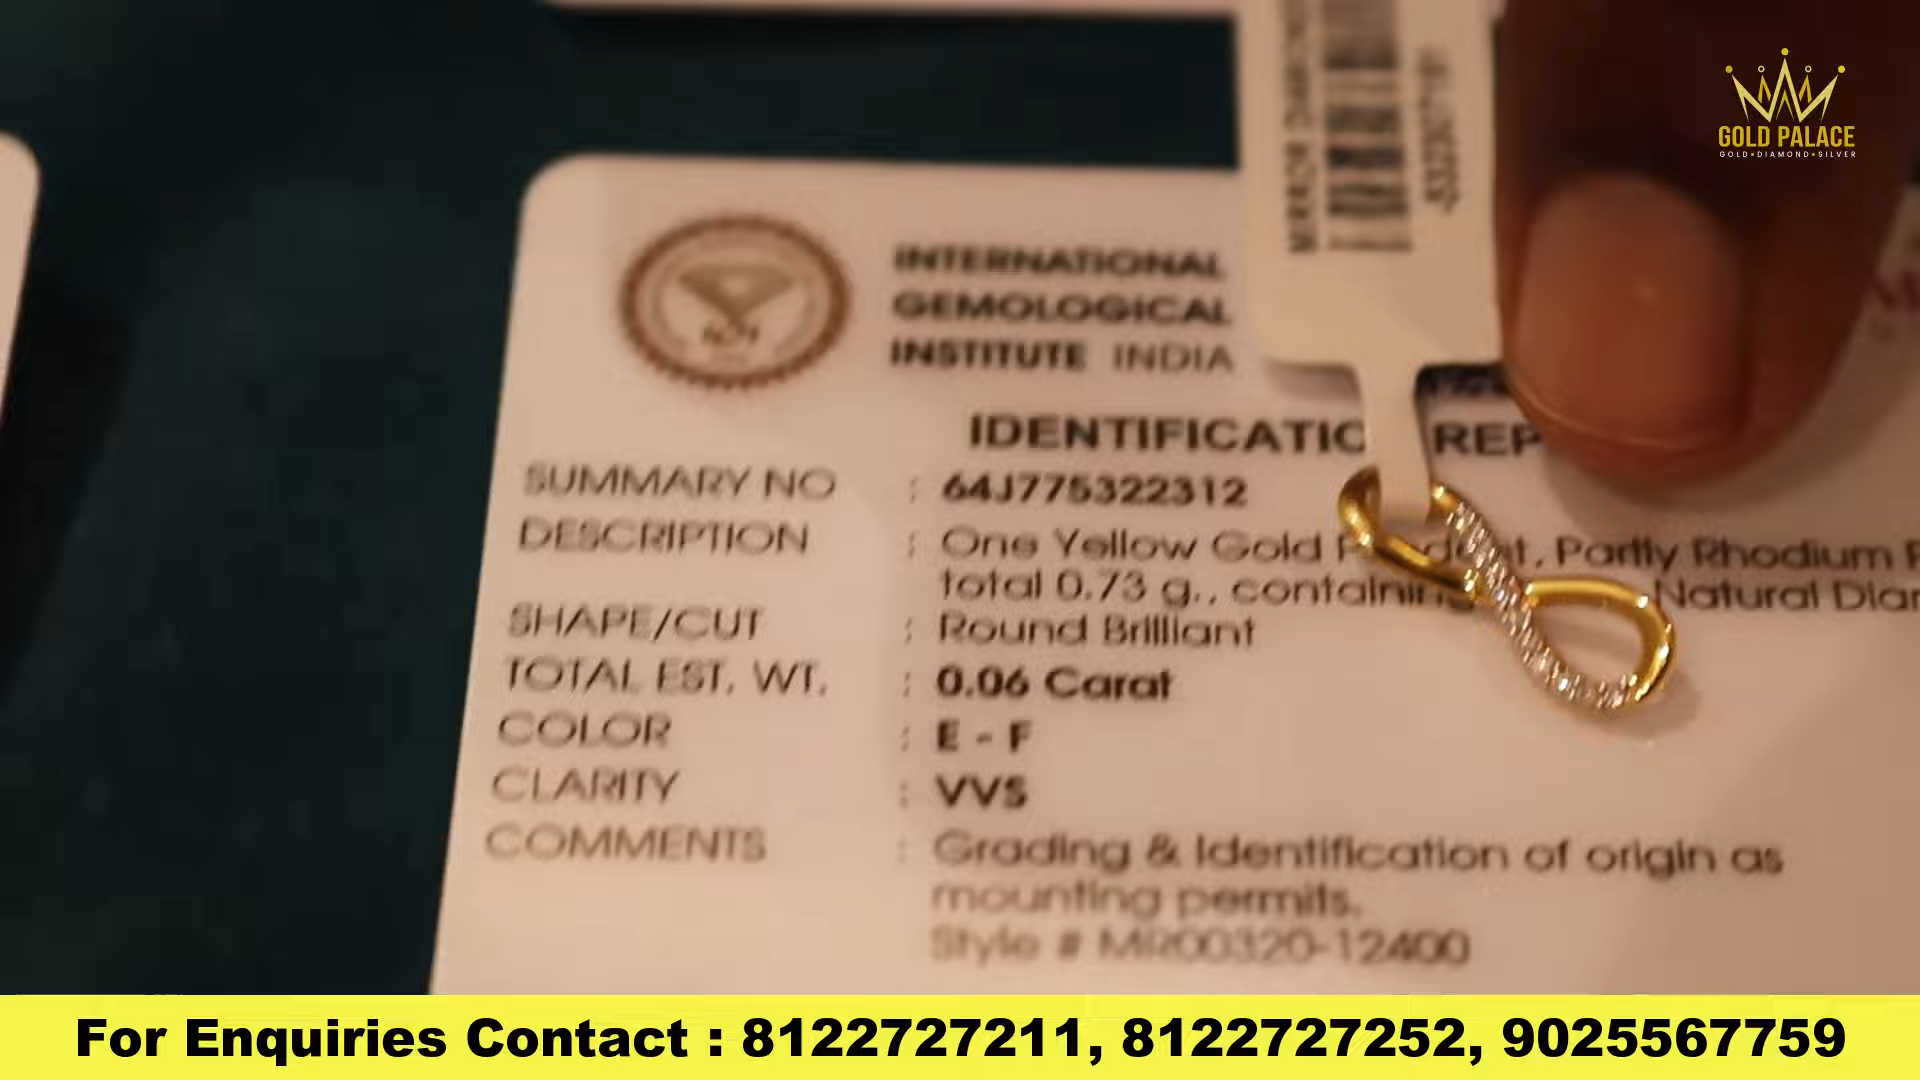 GOLD PALACE
GOLD•DIAMOND•SILVER
INTERNATIONAL
GEMOLOGICAL
INSTITUTE INDIA
IDENTIFICATIO REP
SUMMARY NO : 64J775322312
DESCRIPTION : One Yellow Gold Pendant, Partly Rhodium P
total 0.73 g., containing Natural Diam
SHAPE/CUT : Round Brilliant
TOTAL EST. WT. : 0.06 Carat
COLOR : E - F
CLARITY : VVS
COMMENTS : Grading & Identification of origin as
mounting permits.
Style # MR00320-12400
For Enquiries Contact : 8122727211, 8122727252, 9025567759